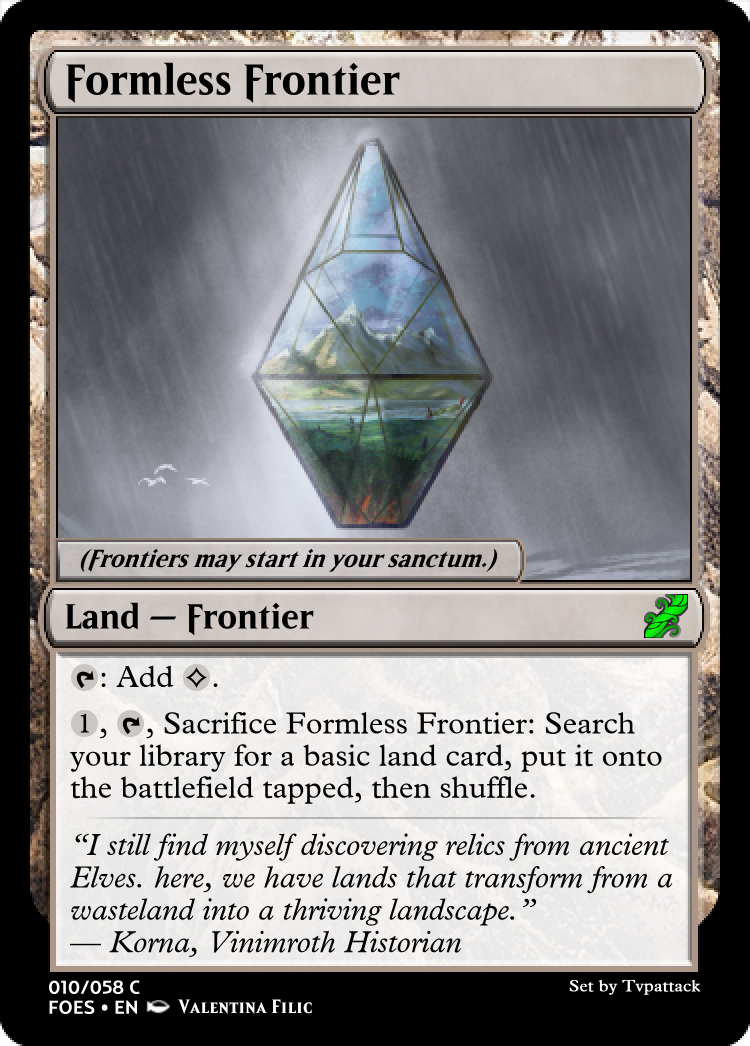 Formless Frontier
(Frontiers may start in your sanctum.)
Land — Frontier
: Add .
1, , Sacrifice Formless Frontier: Search
your library for a basic land card, put it onto
the battlefield tapped, then shuffle.
“I still find myself discovering relics from ancient
Elves. here, we have lands that transform from a
wasteland into a thriving landscape.”
— Korna, Vinimroth Historian
010/058 C
Set by Tvpattack
FOES • EN Valentina Filic